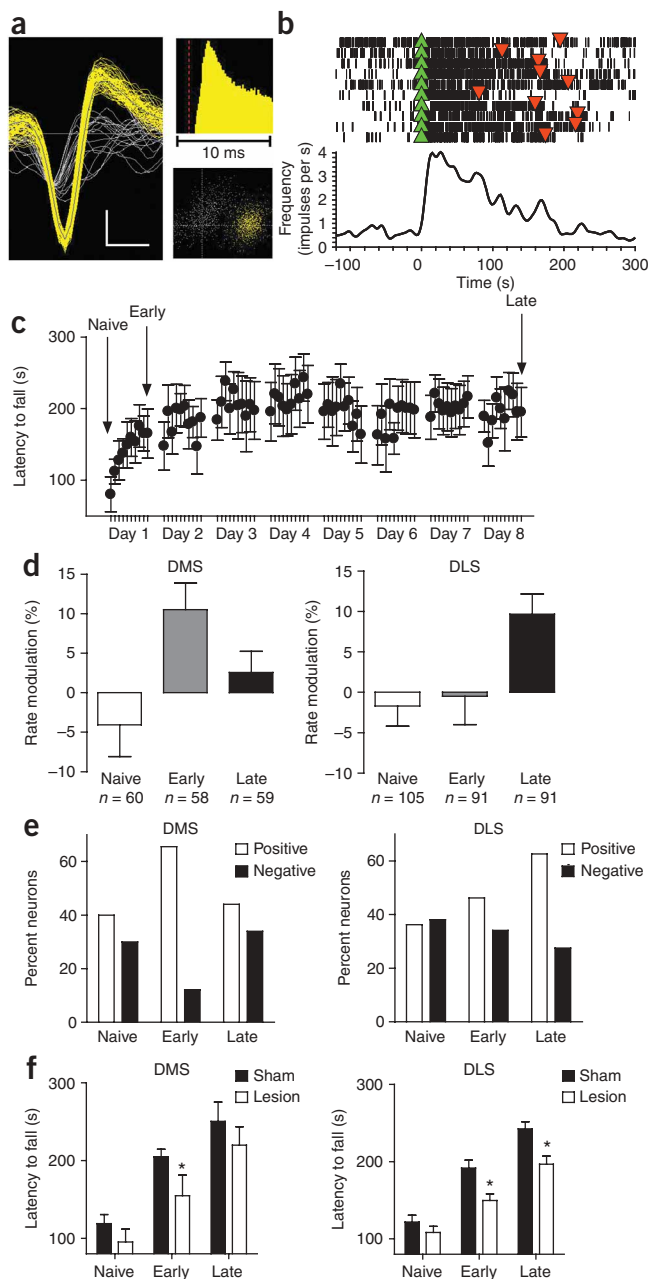 a
10 ms
b
Frequency
(impulses per s)
4
3
2
1
0
–100 0 100 200 300
Time (s)
c
Naive
Early
Late
Latency to fall (s)
300
200
100
Day 1 Day 2 Day 3 Day 4 Day 5 Day 6 Day 7 Day 8
d
DMS
Rate modulation (%)
15
10
5
0
–5
–10
Naive Early Late
n = 60 n = 58 n = 59
DLS
Rate modulation (%)
15
10
5
0
–5
–10
Naive Early Late
n = 105 n = 91 n = 91
e
DMS
Positive
Negative
Percent neurons
60
40
20
0
Naive Early Late
DLS
Positive
Negative
Percent neurons
60
40
20
0
Naive Early Late
f
DMS
Sham
Lesion
Latency to fall (s)
300
200
100
*
Naive Early Late
DLS
Sham
Lesion
Latency to fall (s)
300
200
100
* *
Naive Early Late